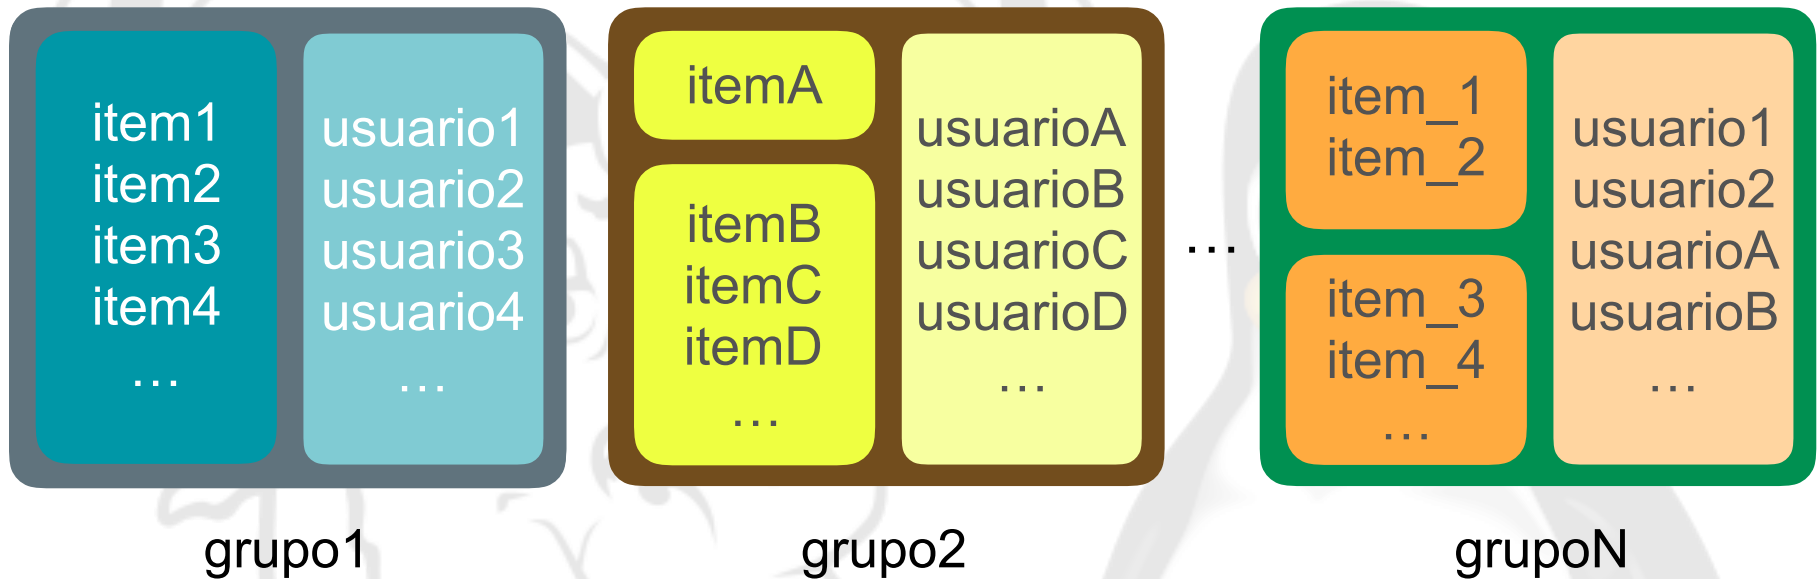 item1
item2
item3
item4
...
usuario1
usuario2
usuario3
usuario4
...
grupo1
itemA
itemB
itemC
itemD
...
usuarioA
usuarioB
usuarioC
usuarioD
...
grupo2
...
item_1
item_2
item_3
item_4
...
usuario1
usuario2
usuarioA
usuarioB
...
grupoN